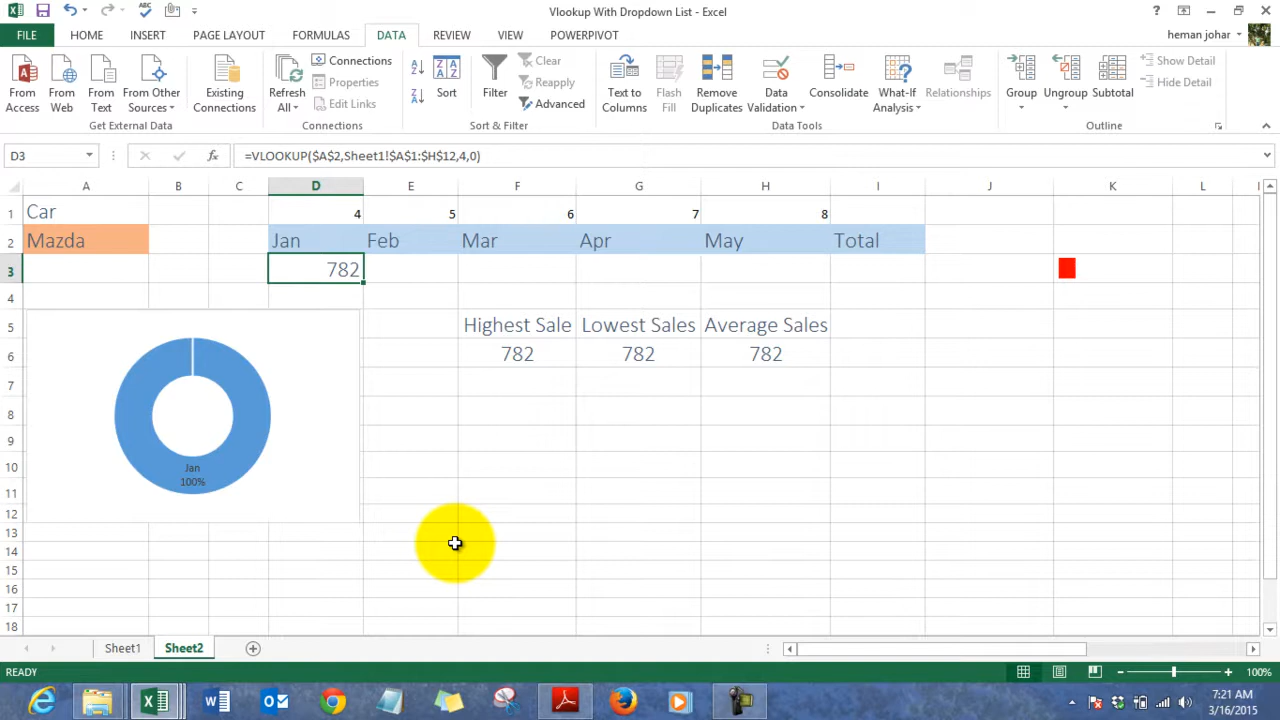 Vlookup With Dropdown List - Excel
FILE HOME INSERT PAGE LAYOUT FORMULAS DATA REVIEW VIEW POWERPIVOT heman johar
From Access
From Web
From Text
From Other Sources
Existing Connections
Get External Data
Refresh All
Connections
Properties
Edit Links
Connections
Sort
Filter
Clear
Reapply
Advanced
Sort & Filter
Text to Columns
Flash Fill
Remove Duplicates
Data Validation
Consolidate
What-If Analysis
Relationships
Data Tools
Group
Ungroup
Subtotal
Show Detail
Hide Detail
Outline
D3 fx =VLOOKUP($A$2,Sheet1!$A$1:$H$12,4,0)
A B C D E F G H I J K L
1 Car 4 5 6 7 8
2 Mazda Jan Feb Mar Apr May Total
3 782
4
5 Highest Sale Lowest Sales Average Sales
6 782 782 782
7
8
9
10
11
12
13
14
15
16
17
18
Jan
100%
Sheet1 Sheet2
READY 100%
7:21 AM
3/16/2015